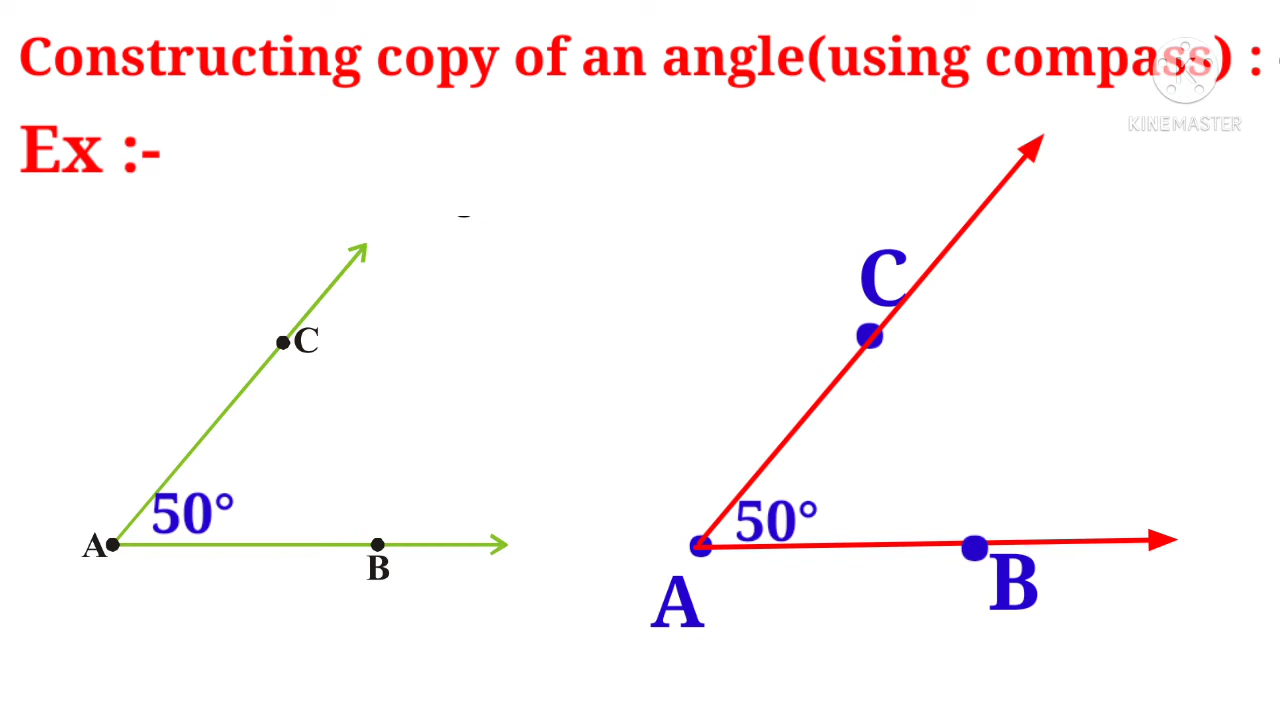 Constructing copy of an angle(using compass) :
KINEMASTER
Ex :-
C
C
50°
50°
A
B
B
A